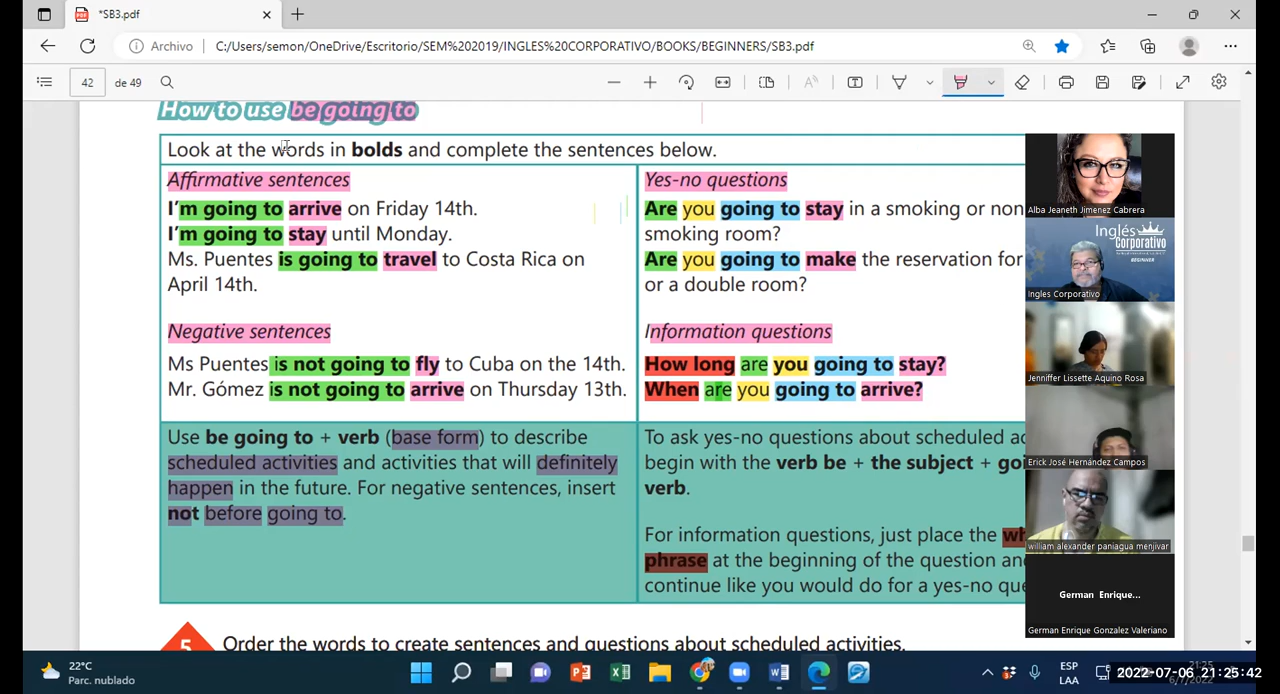 *SB3.pdf
Archivo
C:/Users/semon/OneDrive/Escritorio/SEM%202019/INGLES%20CORPORATIVO/BOOKS/BEGINNERS/SB3.pdf
42
de 49
How to use be going to
Look at the words in bolds and complete the sentences below.
Affirmative sentences
I'm going to arrive on Friday 14th.
I'm going to stay until Monday.
Ms. Puentes is going to travel to Costa Rica on
April 14th.
Negative sentences
Ms Puentes is not going to fly to Cuba on the 14th.
Mr. Gómez is not going to arrive on Thursday 13th.
Yes-no questions
Are you going to stay in a smoking or non
smoking room?
Are you going to make the reservation for
or a double room?
Information questions
How long are you going to stay?
When are you going to arrive?
Use be going to + verb (base form) to describe
scheduled activities and activities that will definitely
happen in the future. For negative sentences, insert
not before going to.
To ask yes-no questions about scheduled ac
begin with the verb be + the subject + goi
verb.
For information questions, just place the wh
phrase at the beginning of the question and
continue like you would do for a yes-no que
5
Order the words to create sentences and questions about scheduled activities.
Alba Jeaneth Jimenez Cabrera
Inglés
Corporativo
BEGINNER
Ingles Corporativo
Jenniffer Lissette Aquino Rosa
Erick José Hernández Campos
william alexander paniagua menjivar
German Enrique...
German Enrique Gonzalez Valeriano
22°C
Parc. nublado
ESP
LAA
2022-07-06 21:25:42